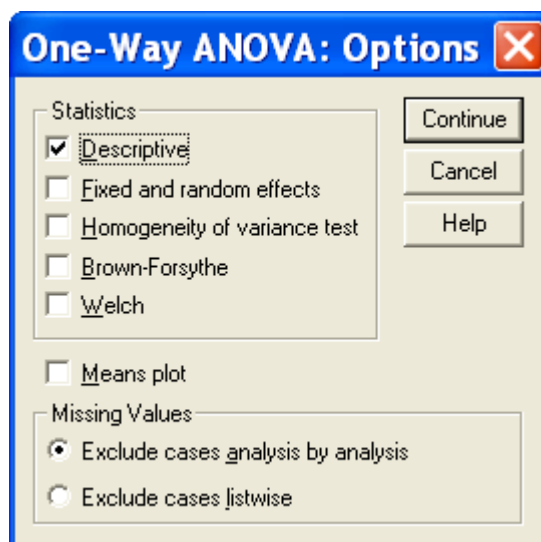 One-Way ANOVA: Options
Statistics
Descriptive
Fixed and random effects
Homogeneity of variance test
Brown-Forsythe
Welch
Continue
Cancel
Help
Means plot
Missing Values
Exclude cases analysis by analysis
Exclude cases listwise